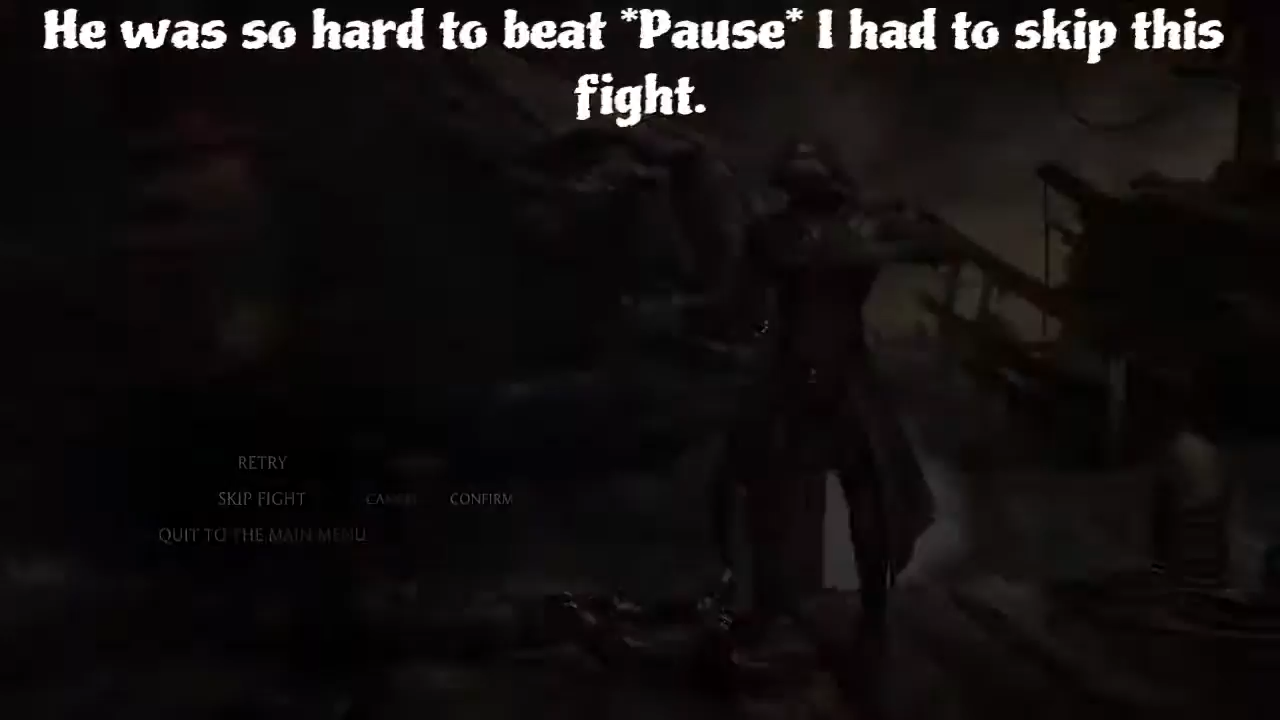 He was so hard to beat *Pause* I had to skip this
fight.
RETRY
SKIP FIGHT CANCEL CONFIRM
QUIT TO THE MAIN MENU